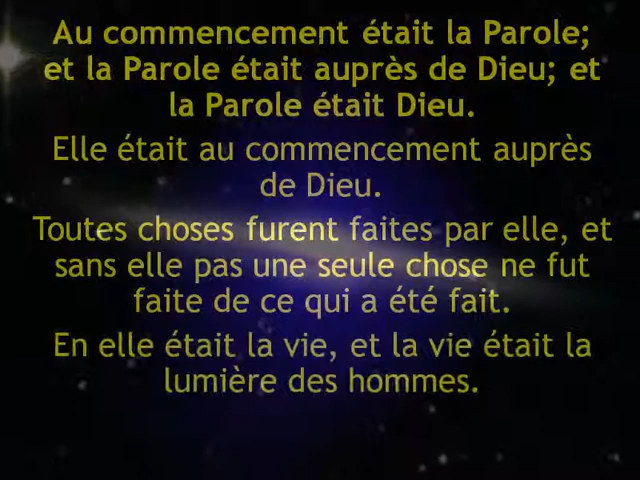 Au commencement était la Parole;
et la Parole était auprès de Dieu; et
la Parole était Dieu.
Elle était au commencement auprès
de Dieu.
Toutes choses furent faites par elle, et
sans elle pas une seule chose ne fut
faite de ce qui a été fait.
En elle était la vie, et la vie était la
lumière des hommes.